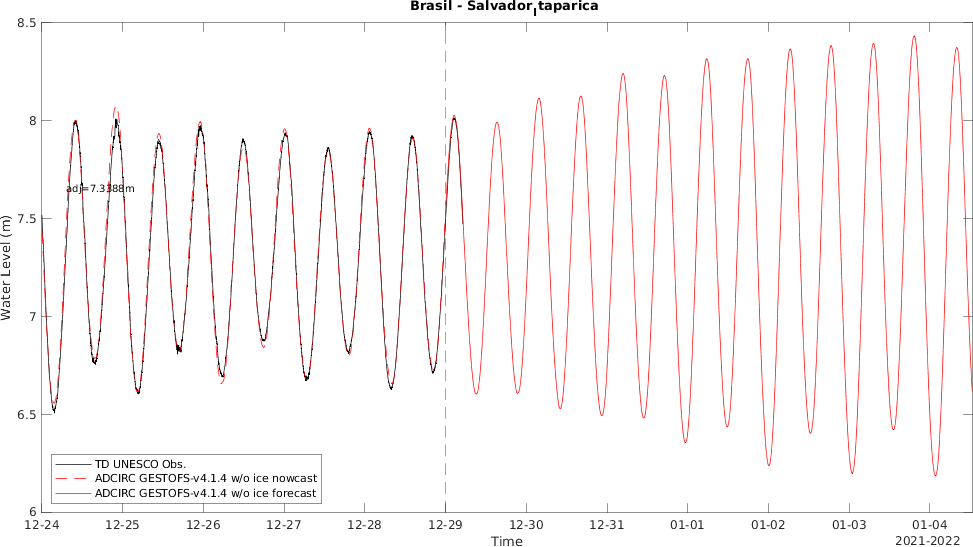 Brasil - Salvador_Itaparica
8.5
8
7.5
7
6.5
6
Water Level (m)
adj=7.3388m
TD UNESCO Obs.
ADCIRC GESTOFS-v4.1.4 w/o ice nowcast
ADCIRC GESTOFS-v4.1.4 w/o ice forecast
12-24 12-25 12-26 12-27 12-28 12-29 12-30 12-31 01-01 01-02 01-03 01-04
Time
2021-2022